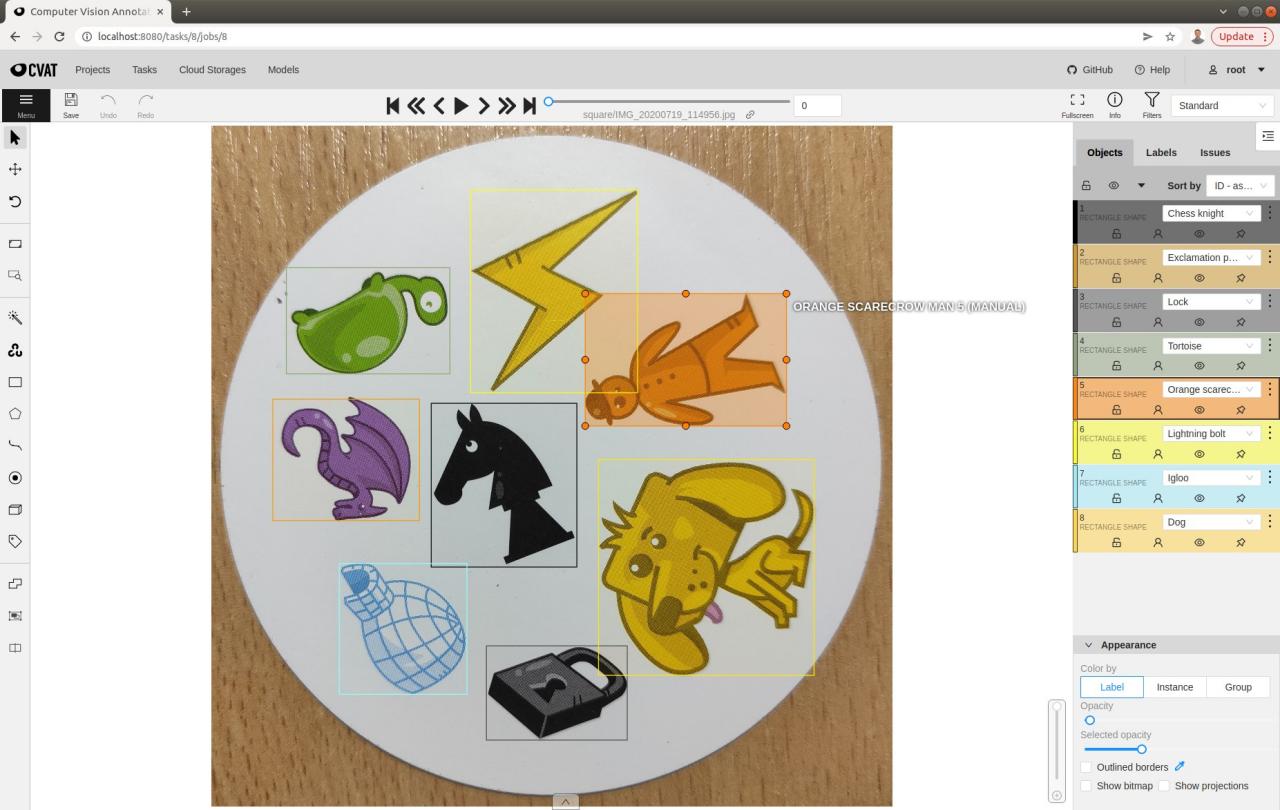 Computer Vision Annota
localhost:8080/tasks/8/jobs/8
Update
CVAT
Projects
Tasks
Cloud Storages
Models
GitHub
Help
root
Menu
Save
Undo
Redo
square/IMG_20200719_114956.jpg
0
Fullscreen
Info
Filters
Standard
ORANGE SCARECROW MAN 5 (MANUAL)
Objects
Labels
Issues
Sort by
ID - as...
1
RECTANGLE SHAPE
Chess knight
2
RECTANGLE SHAPE
Exclamation p...
3
RECTANGLE SHAPE
Lock
4
RECTANGLE SHAPE
Tortoise
5
RECTANGLE SHAPE
Orange scarec...
6
RECTANGLE SHAPE
Lightning bolt
7
RECTANGLE SHAPE
Igloo
8
RECTANGLE SHAPE
Dog
Appearance
Color by
Label
Instance
Group
Opacity
Selected opacity
Outlined borders
Show bitmap
Show projections